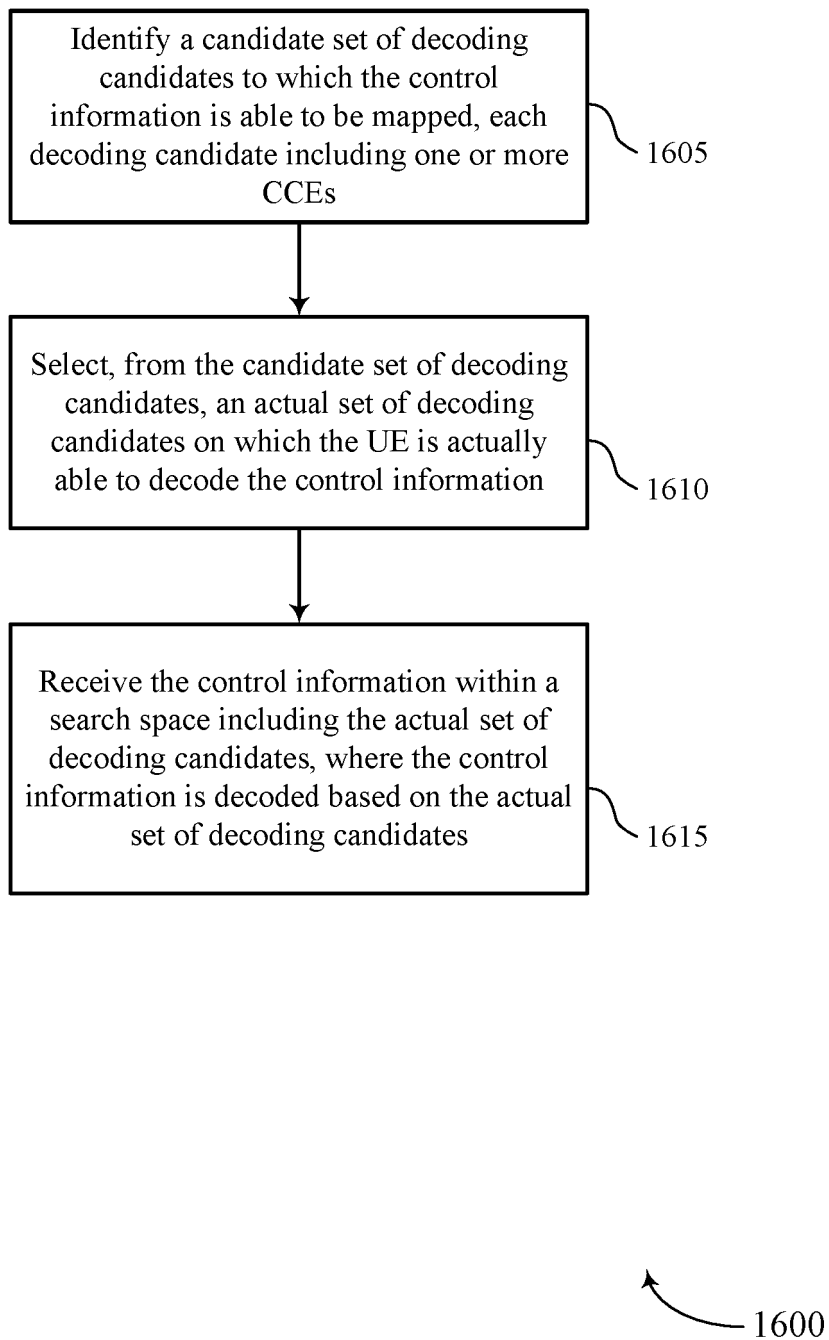 Identify a candidate set of decoding
candidates to which the control
information is able to be mapped, each
decoding candidate including one or more
CCEs
1605
Select, from the candidate set of decoding
candidates, an actual set of decoding
candidates on which the UE is actually
able to decode the control information
1610
Receive the control information within a
search space including the actual set of
decoding candidates, where the control
information is decoded based on the actual
set of decoding candidates
1615
1600